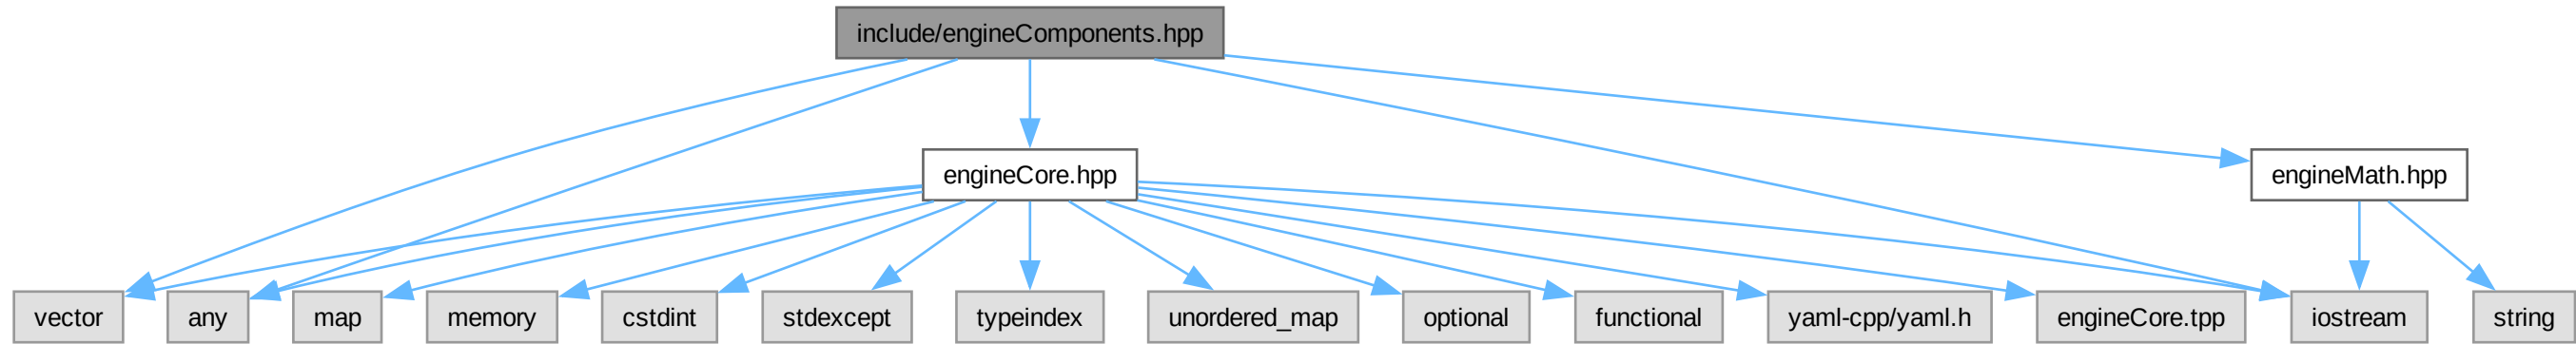 include/engineComponents.hpp
engineCore.hpp
engineMath.hpp
vector
any
map
memory
cstdint
stdexcept
typeindex
unordered_map
optional
functional
yaml-cpp/yaml.h
engineCore.tpp
iostream
string